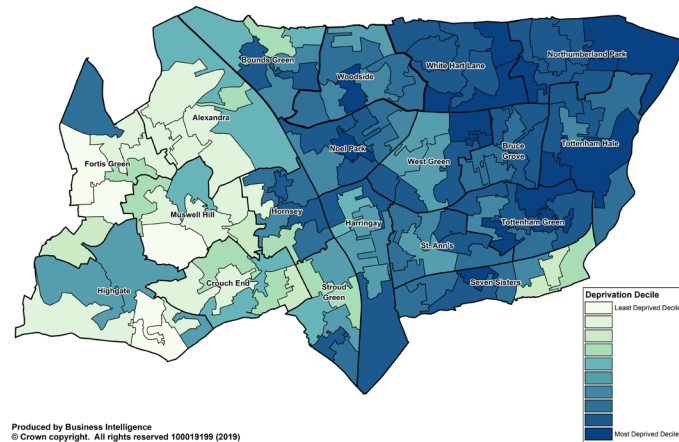 Bounds Green
Woodside
White Hart Lane
Northumberland Park
Alexandra
Fortis Green
Noel Park
West Green
Bruce
Grove
Tottenham Hale
Muswell Hill
Hornsey
Harringay
St. Ann's
Tottenham Green
Highgate
Crouch End
Stroud
Green
Seven Sisters
Deprivation Decile
Least Deprived Decile
Most Deprived Decile
Produced by Business Intelligence
© Crown copyright. All rights reserved 100019199 (2019)